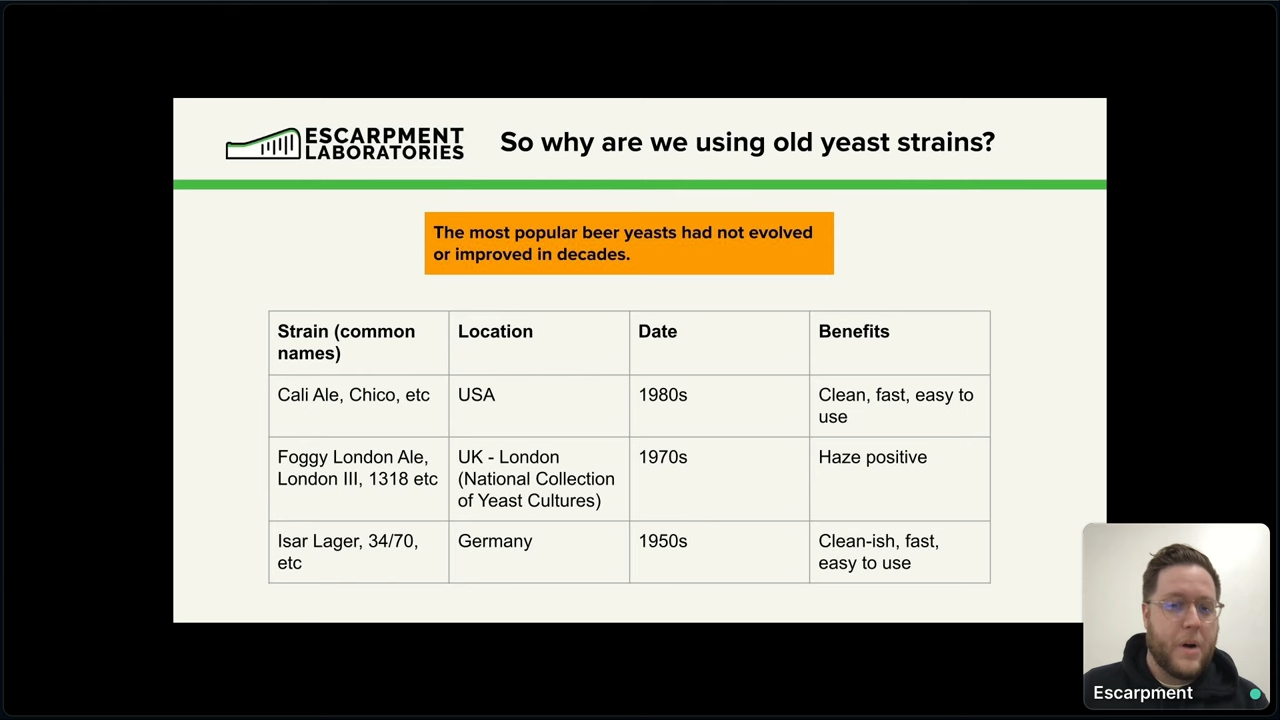 ESCARPMENT
LABORATORIES
So why are we using old yeast strains?
The most popular beer yeasts had not evolved
or improved in decades.
Strain (common
names)
Location
Date
Benefits
Cali Ale, Chico, etc
USA
1980s
Clean, fast, easy to
use
Foggy London Ale,
London III, 1318 etc
UK - London
(National Collection
of Yeast Cultures)
1970s
Haze positive
Isar Lager, 34/70,
etc
Germany
1950s
Clean-ish, fast,
easy to use
Escarpment